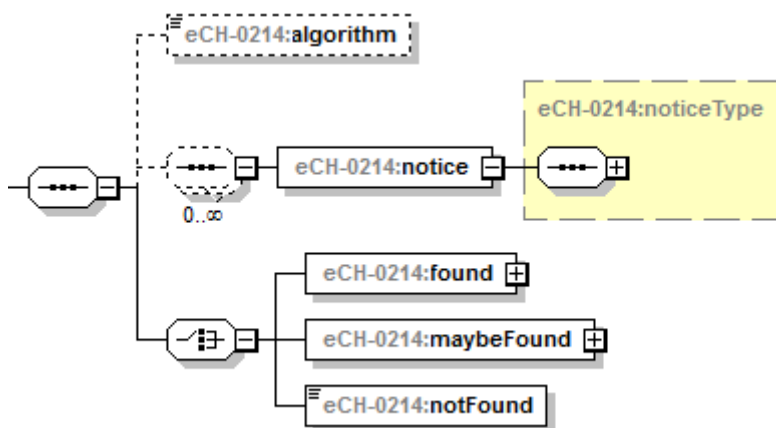 eCH-0214:algorithm
eCH-0214:noticeType
eCH-0214:notice
0..∞
eCH-0214:found
eCH-0214:maybeFound
eCH-0214:notFound